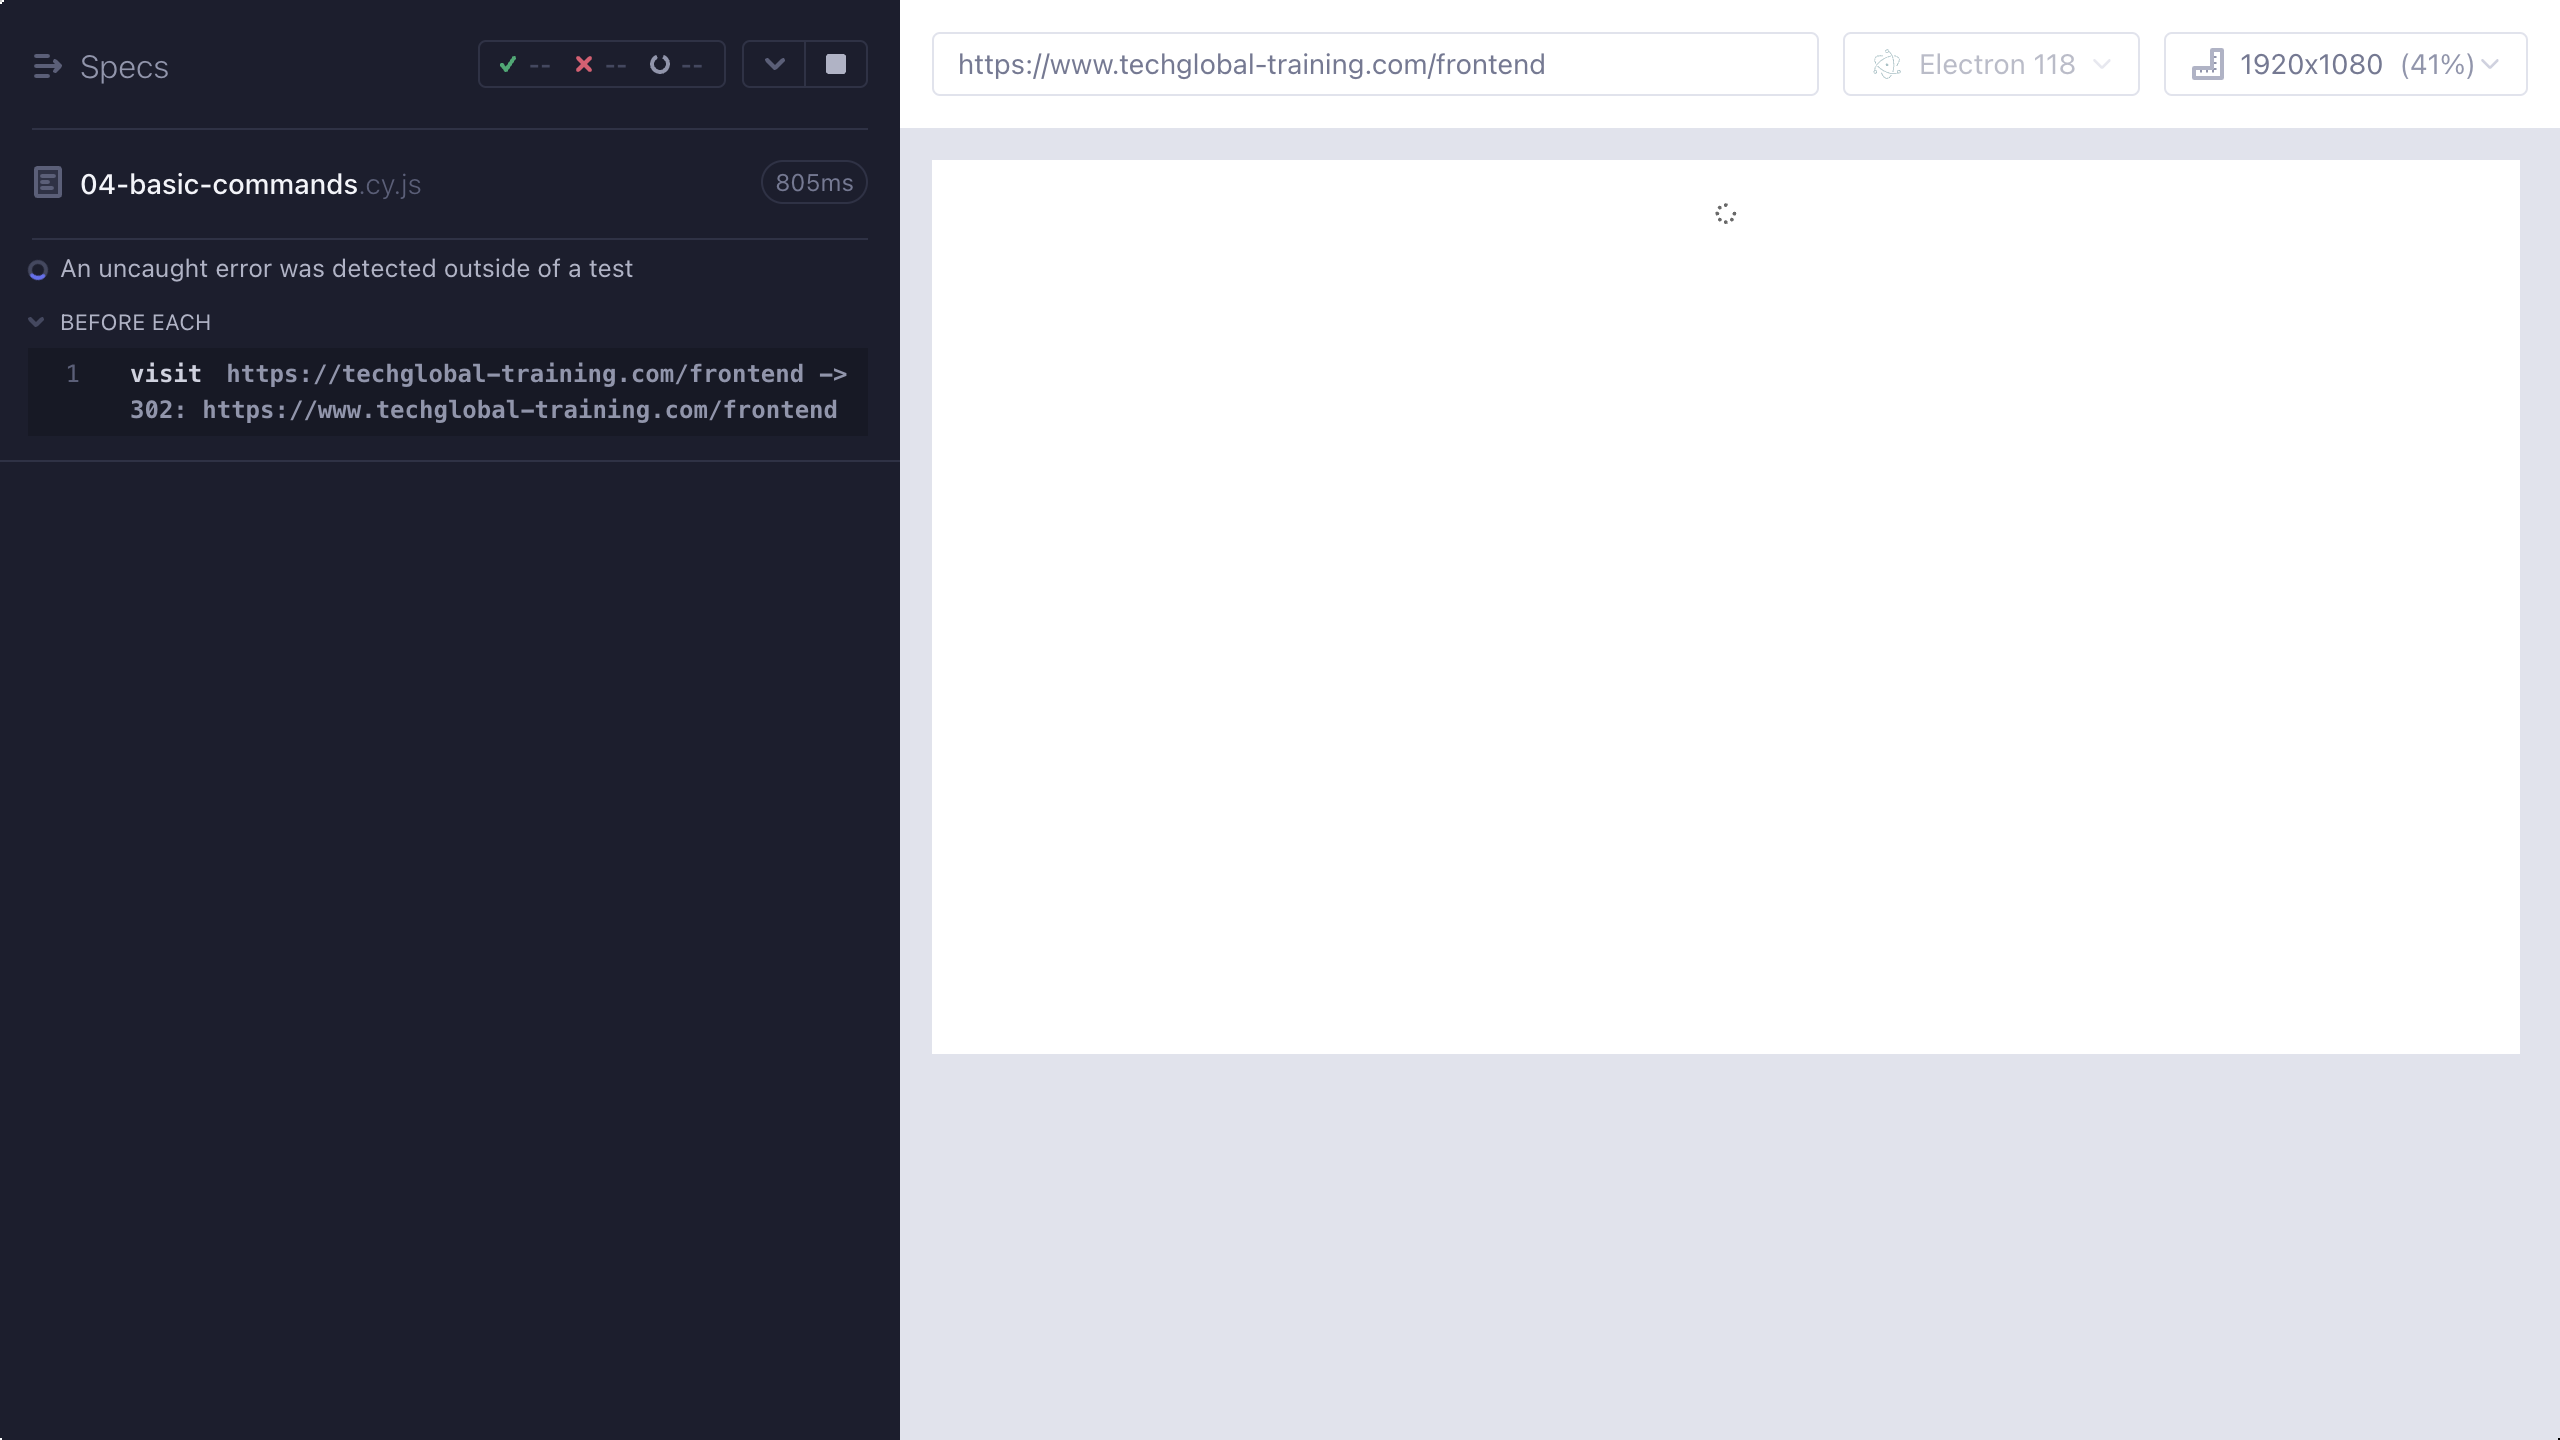 Specs
-- -- --
04-basic-commands.cy.js
805ms
An uncaught error was detected outside of a test
BEFORE EACH
1 visit https://techglobal-training.com/frontend ->
302: https://www.techglobal-training.com/frontend
https://www.techglobal-training.com/frontend
Electron 118
1920x1080 (41%)